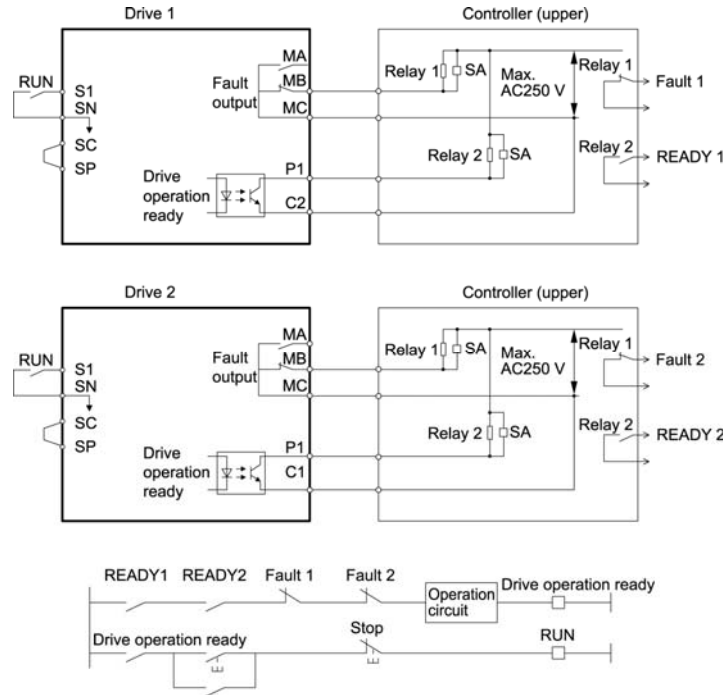 Drive 1
Controller (upper)
MA
RUN
S1
SN
SC
SP
Fault
output
MB
MC
Relay 1
SA
Max.
AC250 V
Relay 1
Fault 1
Relay 2
SA
Relay 2
READY 1
Drive
operation
ready
P1
C2
Drive 2
Controller (upper)
MA
RUN
S1
SN
SC
SP
Fault
output
MB
MC
Relay 1
SA
Max.
AC250 V
Relay 1
Fault 2
Relay 2
SA
Relay 2
READY 2
Drive
operation
ready
P1
C1
READY1 READY2 Fault 1 Fault 2
Operation
circuit
Drive operation ready
Drive operation ready
Stop
RUN